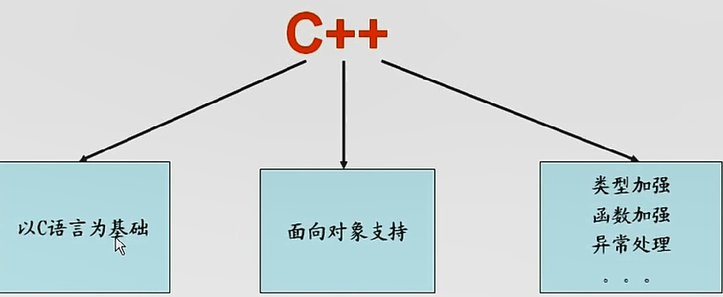 C++
以C语言为基础
面向对象支持
类型加强
函数加强
异常处理
。。。